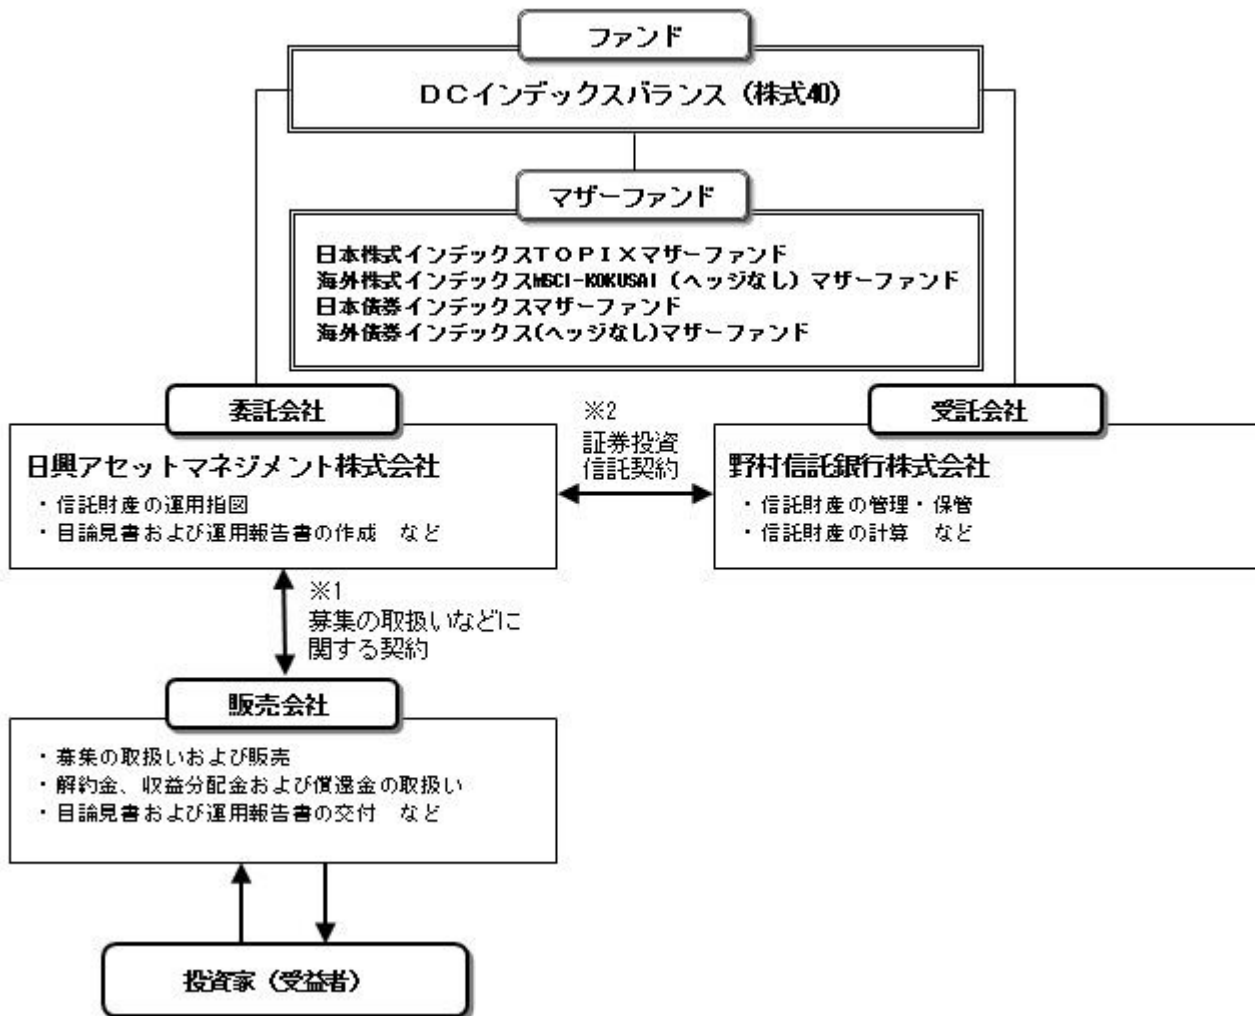 ファンド
DCインデックスバランス（株式40）
マザーファンド
日本株式インデックスTOPIXマザーファンド
海外株式インデックスMSCI-KOKUSAI（ヘッジなし）マザーファンド
日本債券インデックスマザーファンド
海外債券インデックス(ヘッジなし)マザーファンド
委託会社
日興アセットマネジメント株式会社
・信託財産の運用指図
・目論見書および運用報告書の作成　など
※2
証券投資
信託契約
受託会社
野村信託銀行株式会社
・信託財産の管理・保管
・信託財産の計算　など
※1
募集の取扱いなどに
関する契約
販売会社
・募集の取扱いおよび販売
・解約金、収益分配金および償還金の取扱い
・目論見書および運用報告書の交付　など
投資家（受益者）